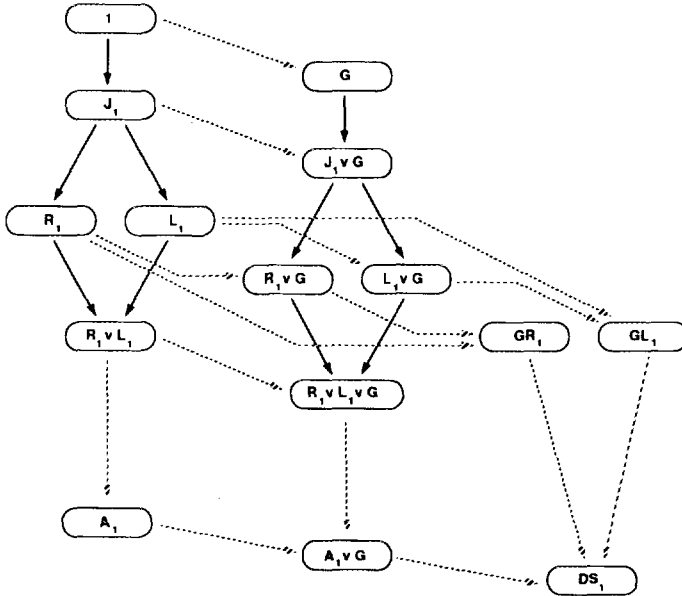 1
G
J₁
J₁ v G
R₁
L₁
R₁ v G
L₁ v G
R₁ v L₁
GR₁
GL₁
R₁ v L₁ v G
A₁
A₁ v G
DS₁